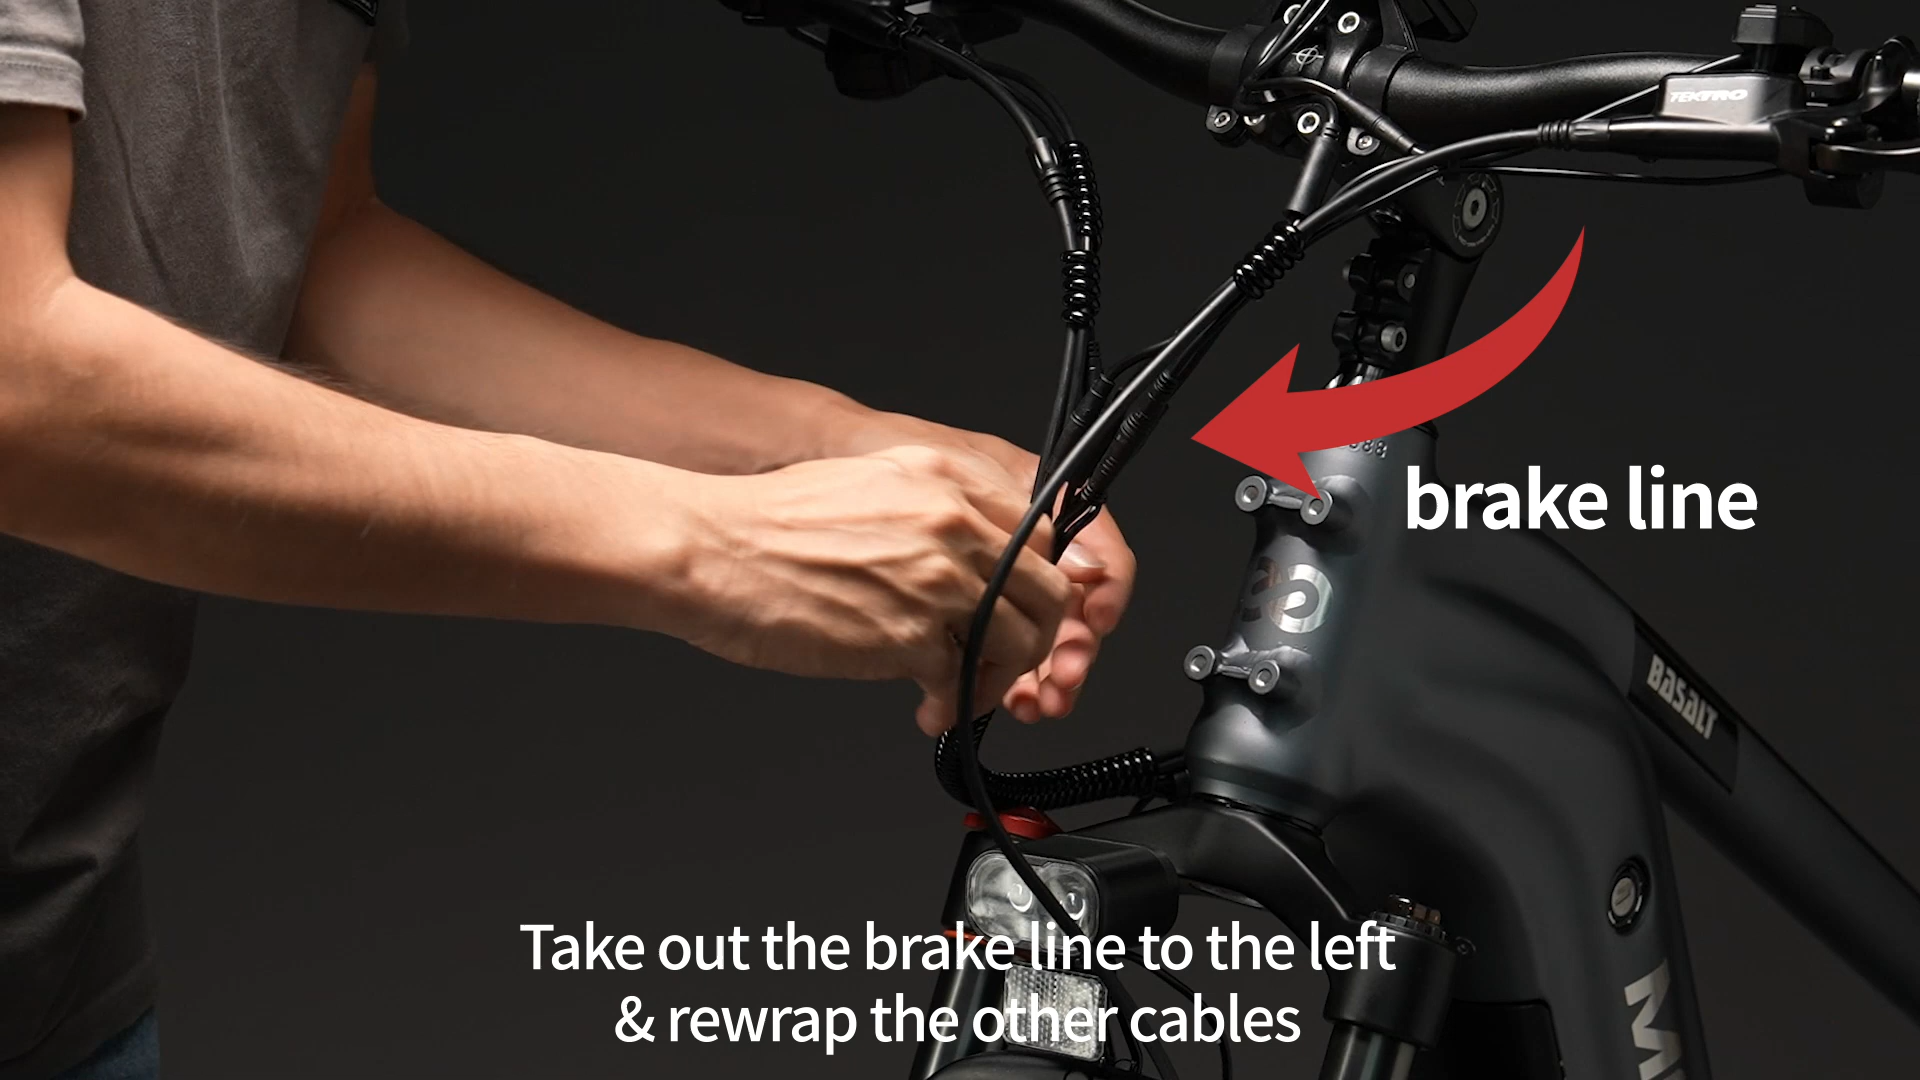 TEKTRO
brake line
BASALT
Take out the brake line to the left
& rewrap the other cables